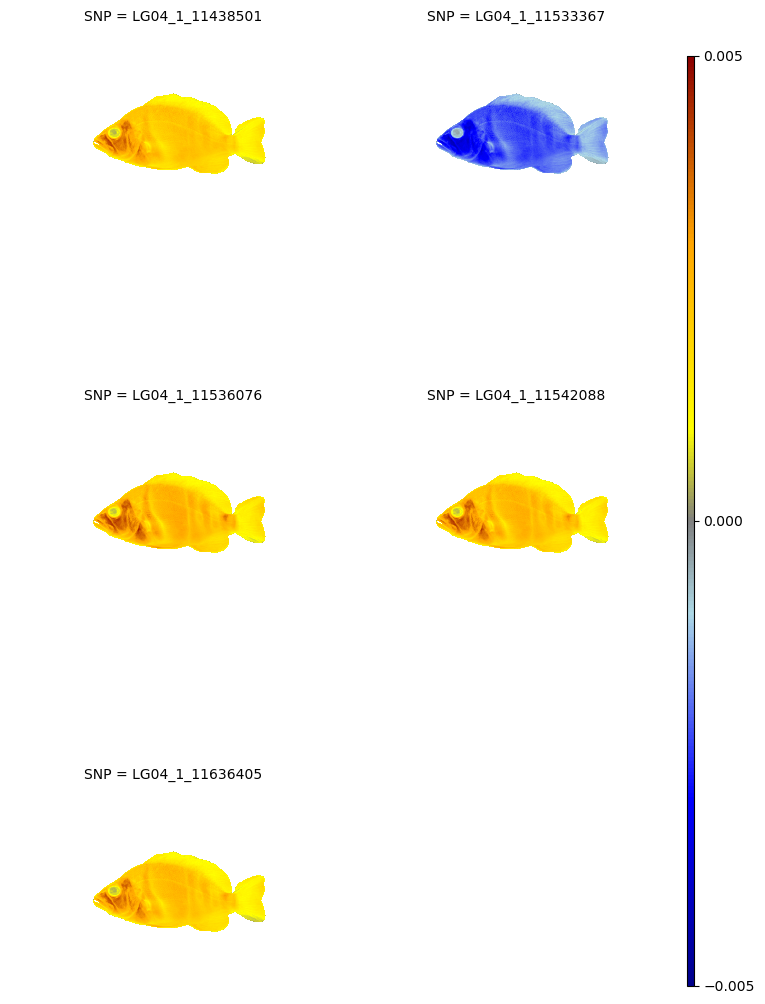 SNP = LG04_1_11438501
SNP = LG04_1_11533367
0.005
SNP = LG04_1_11536076
SNP = LG04_1_11542088
0.000
SNP = LG04_1_11636405
−0.005